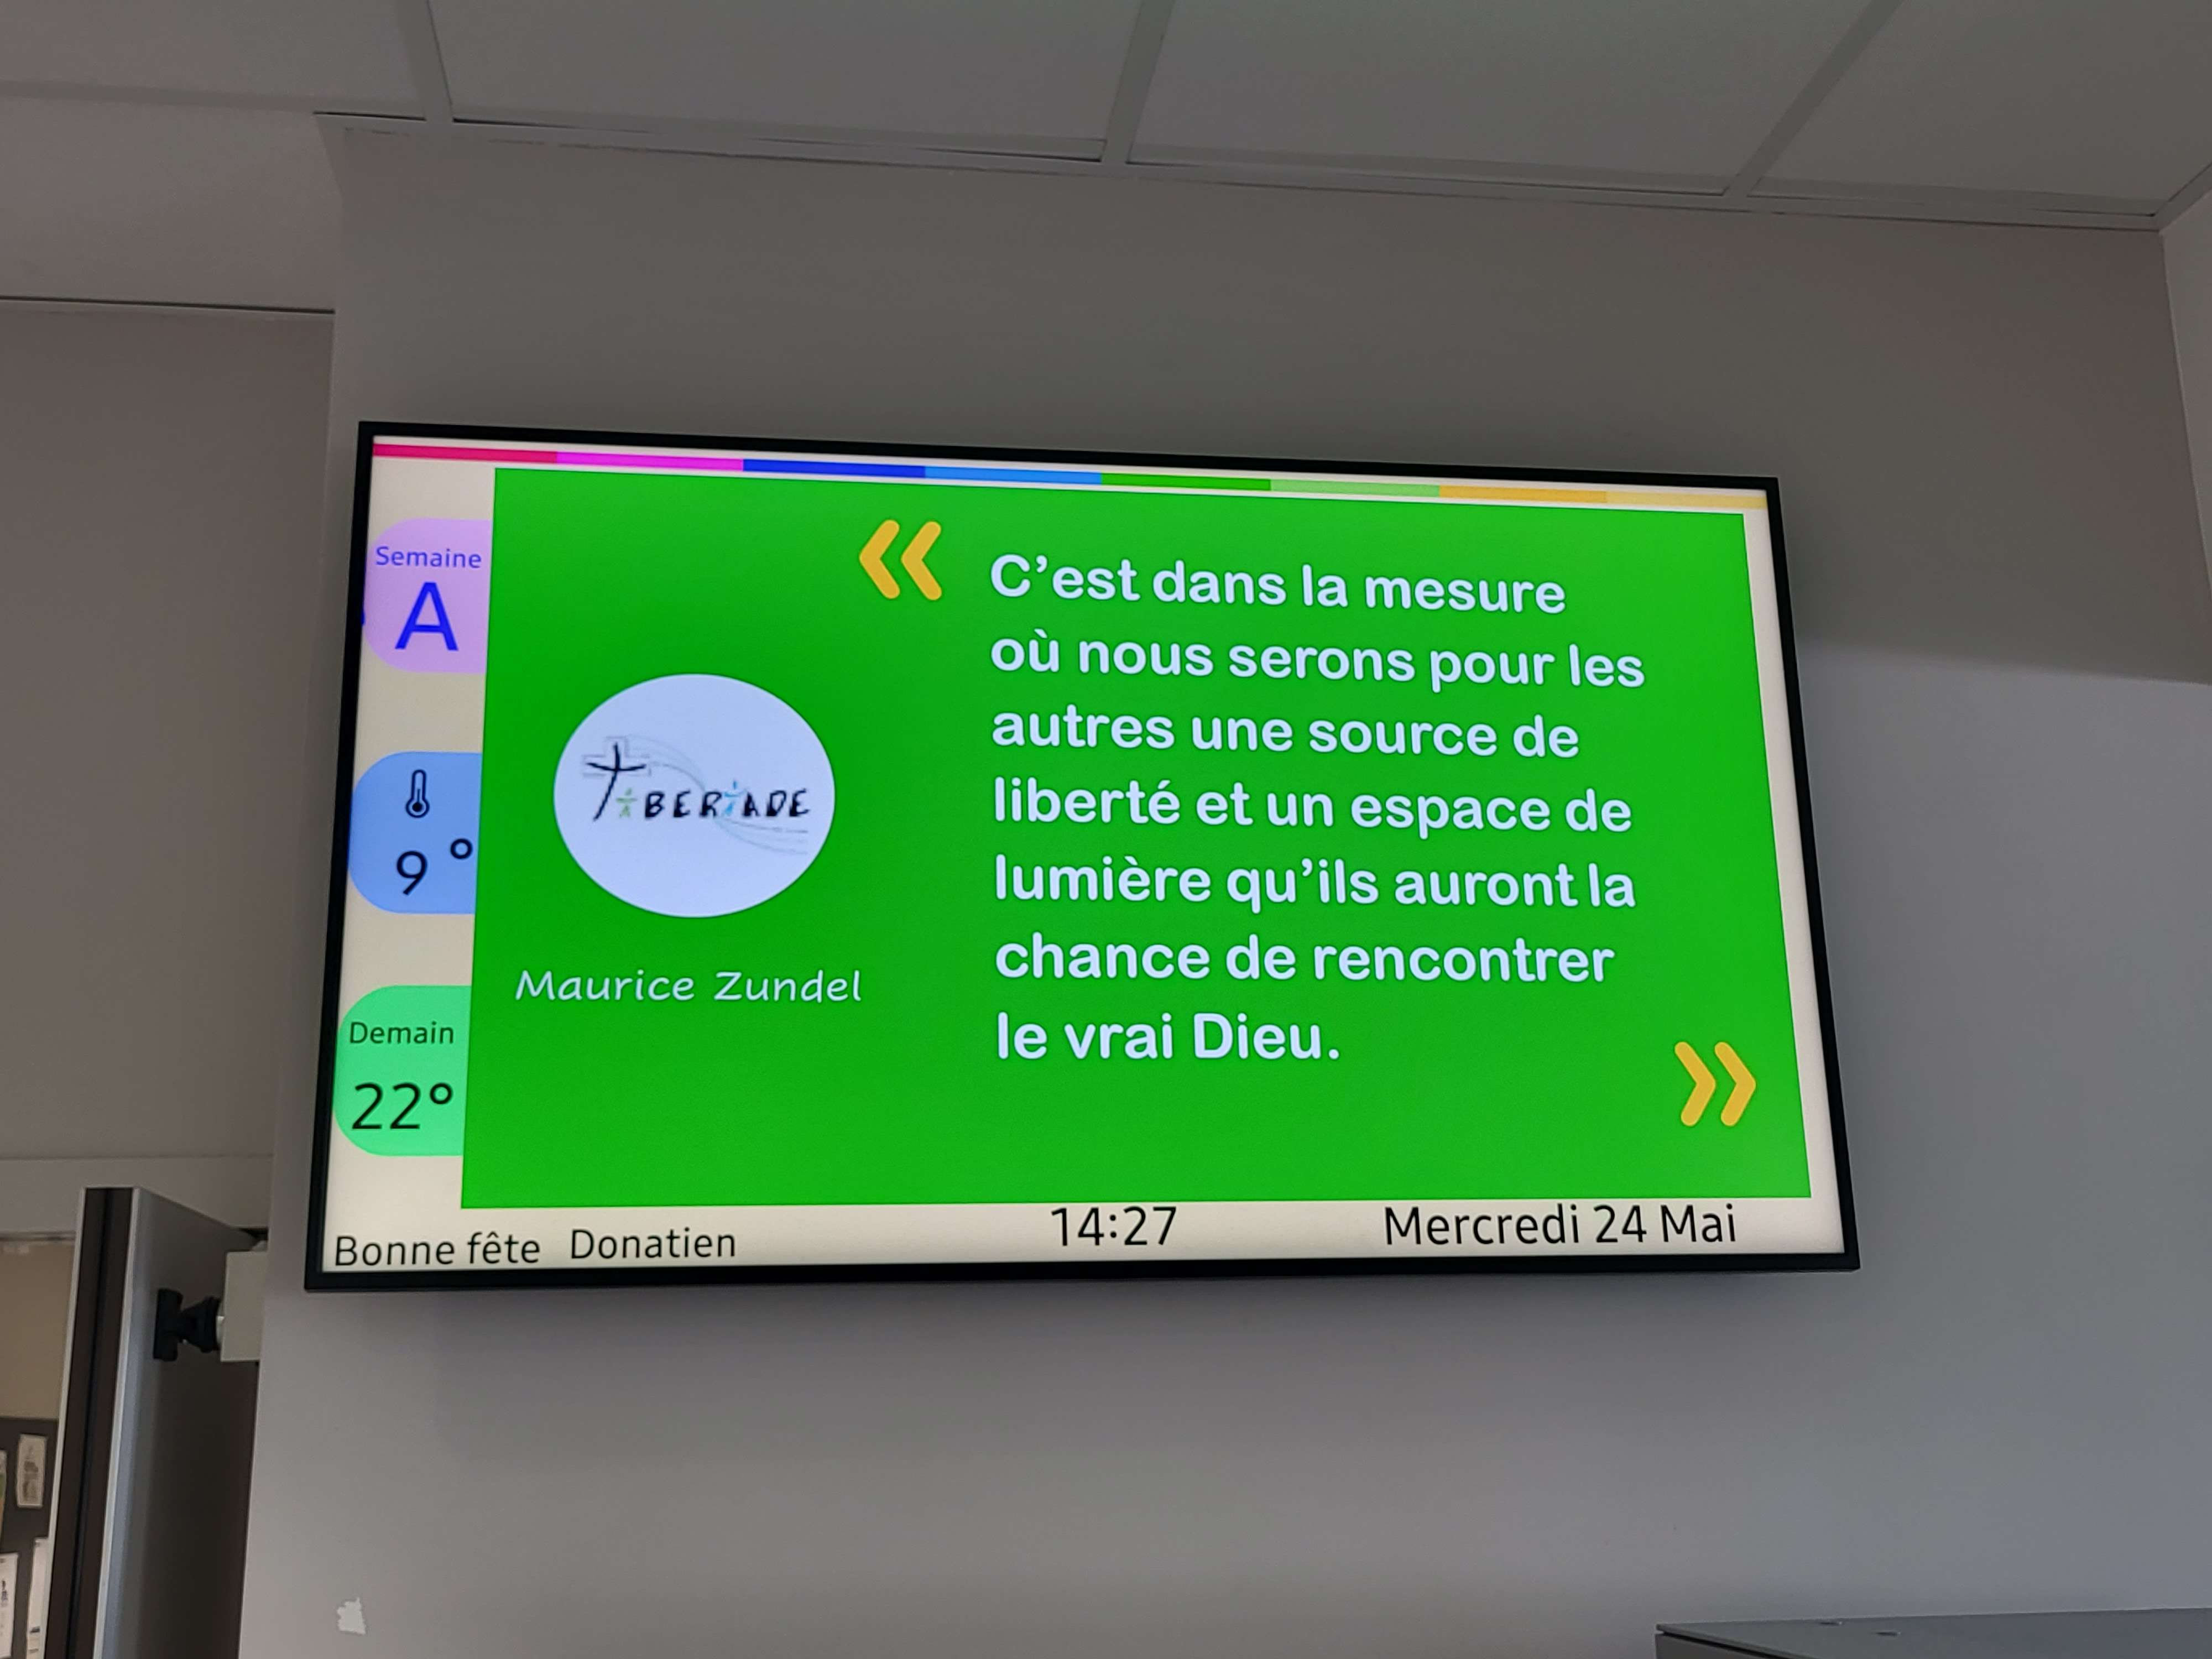 Semaine
A
9 °
Demain
22°
TiBERiADE
Maurice Zundel
«
C'est dans la mesure
où nous serons pour les
autres une source de
liberté et un espace de
lumière qu'ils auront la
chance de rencontrer
le vrai Dieu.
»
Bonne fête Donatien
14:27
Mercredi 24 Mai